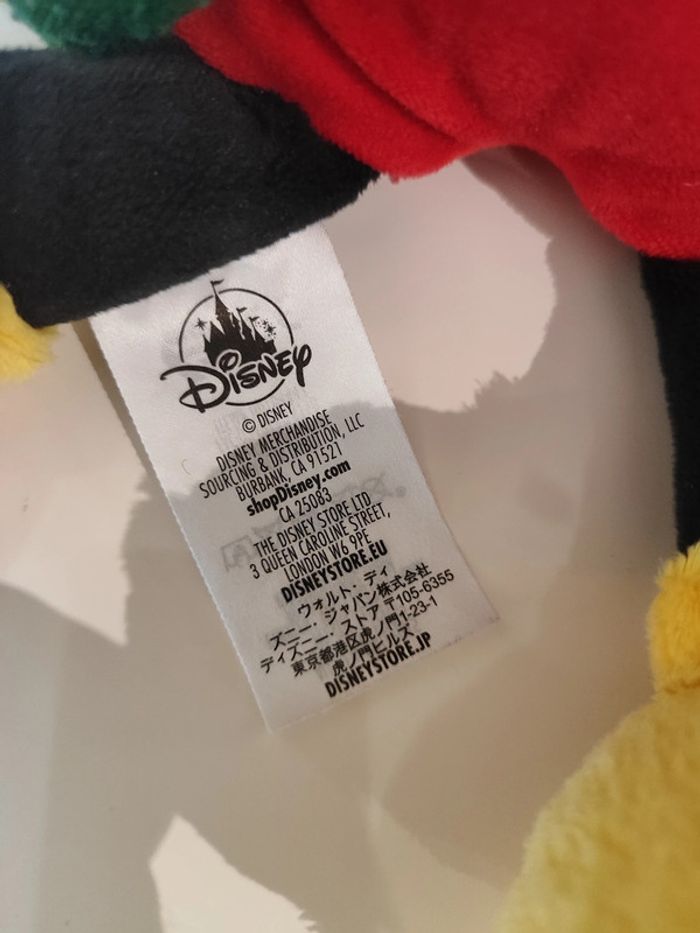 Disney
© DISNEY
DISNEY MERCHANDISE
SOURCING & DISTRIBUTION, LLC
BURBANK, CA 91521
shopDisney.com
CA 25083
THE DISNEY STORE LTD
3 QUEEN CAROLINE STREET,
LONDON W6 9PE
DISNEYSTORE.EU
ウォルト・ディ
ズニー・ジャパン株式会社
ディズニー・ストア 〒105-6355
東京都港区虎ノ門1-23-1
虎ノ門ヒルズ
DISNEYSTORE.JP